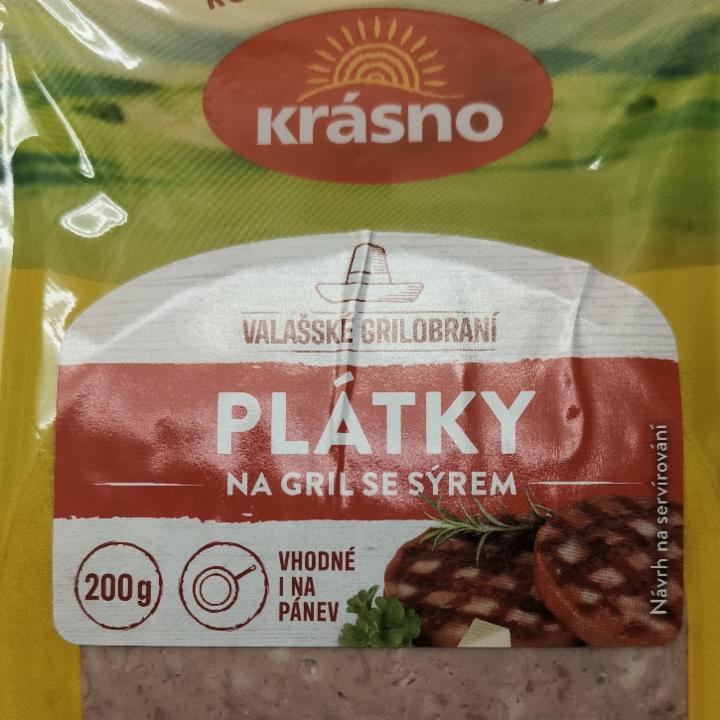 krásno
VALAŠSKÉ GRILOBRANÍ
PLÁTKY
NA GRIL SE SÝREM
200g
VHODNÉ
I NA
PÁNEV
Návrh na servírování